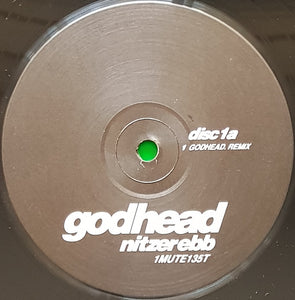 disc1a
1 GODHEAD. REMIX
godhead
nitzer ebb
1MUTE135T